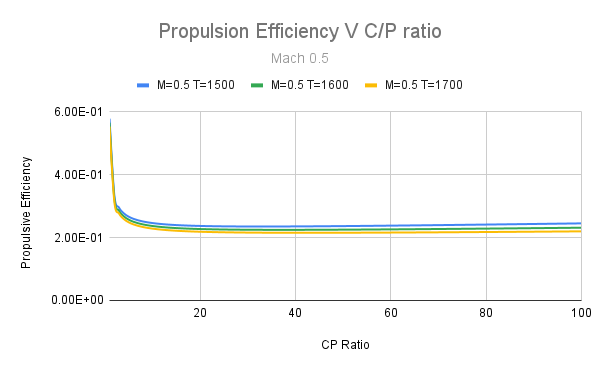 Propulsion Efficiency V C/P ratio
Mach 0.5
M=0.5 T=1500 M=0.5 T=1600 M=0.5 T=1700
Propulsive Efficiency
6.00E-01
4.00E-01
2.00E-01
0.00E+00
20 40 60 80 100
CP Ratio